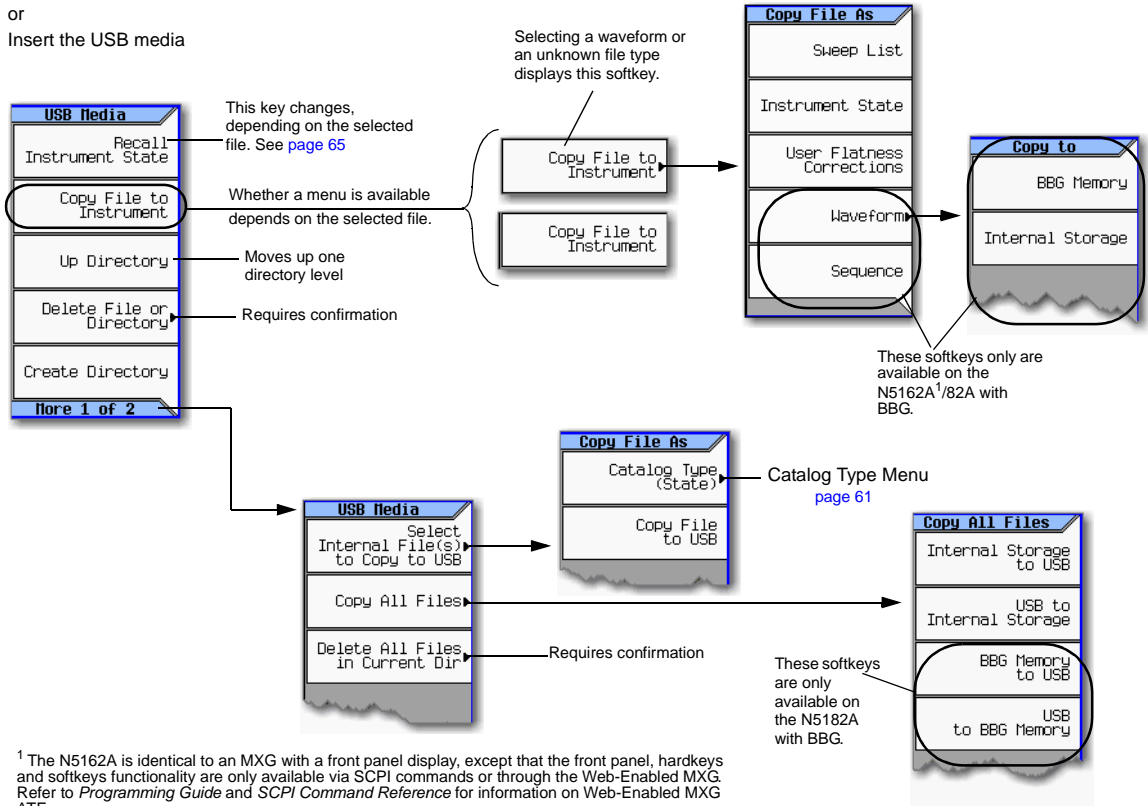 or
Insert the USB media
USB Media
Recall
Instrument State
Copy File to
Instrument
Up Directory
Delete File or
Directory
Create Directory
More 1 of 2
This key changes,
depending on the selected
file. See page 65
Whether a menu is available
depends on the selected file.
Moves up one
directory level
Requires confirmation
Selecting a waveform or
an unknown file type
displays this softkey.
Copy File to
Instrument
Copy File to
Instrument
Copy File As
Sweep List
Instrument State
User Flatness
Corrections
Waveform
Sequence
Copy to
BBG Memory
Internal Storage
These softkeys only are
available on the
N5162A1/82A with
BBG.
USB Media
Select
Internal File(s)
to Copy to USB
Copy All Files
Delete All Files
in Current Dir
Requires confirmation
Copy File As
Catalog Type
(State)
Copy File
to USB
Catalog Type Menu
page 61
Copy All Files
Internal Storage
to USB
USB to
Internal Storage
BBG Memory
to USB
USB
to BBG Memory
These softkeys
are only
available on
the N5182A
with BBG.
1 The N5162A is identical to an MXG with a front panel display, except that the front panel, hardkeys
and softkeys functionality are only available via SCPI commands or through the Web-Enabled MXG.
Refer to Programming Guide and SCPI Command Reference for information on Web-Enabled MXG